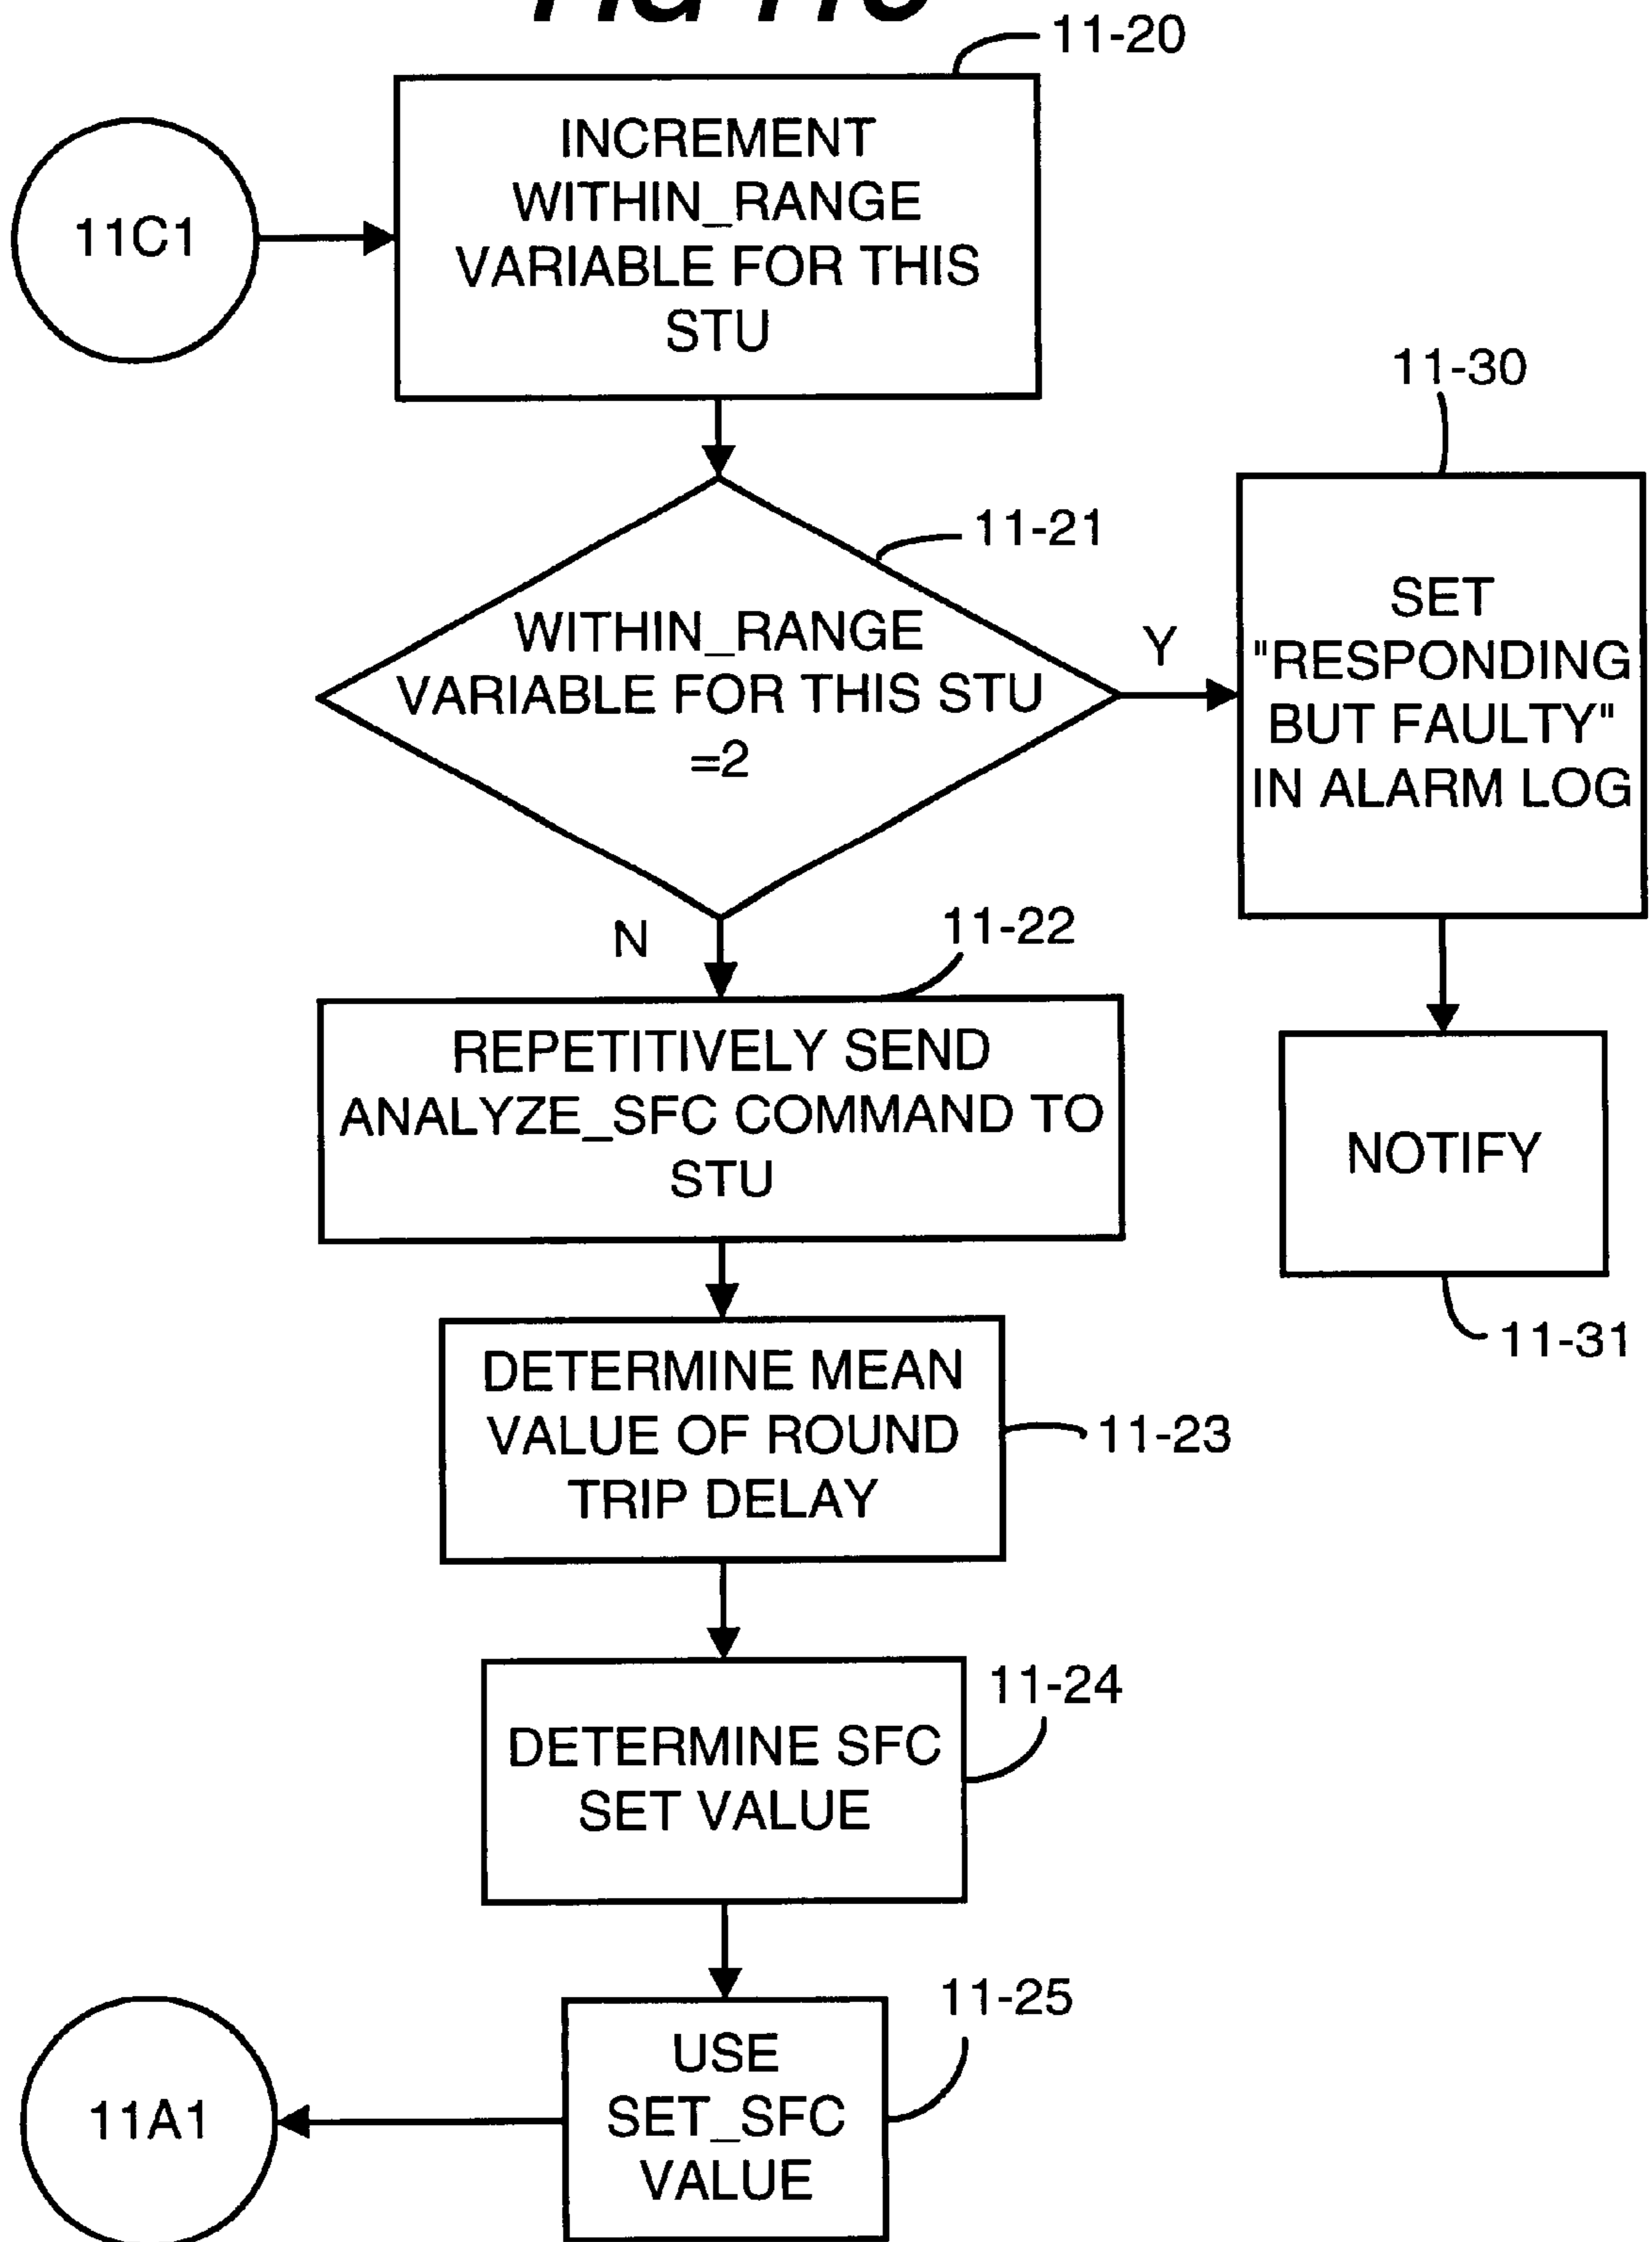 11-20
11C1
INCREMENT
WITHIN_RANGE
VARIABLE FOR THIS
STU
11-30
11-21
WITHIN_RANGE
VARIABLE FOR THIS STU
=2
Y
SET
"RESPONDING
BUT FAULTY"
IN ALARM LOG
N
11-22
REPETITIVELY SEND
ANALYZE_SFC COMMAND TO
STU
NOTIFY
11-31
DETERMINE MEAN
VALUE OF ROUND
TRIP DELAY
11-23
11-24
DETERMINE SFC
SET VALUE
11-25
USE
SET_SFC
VALUE
11A1